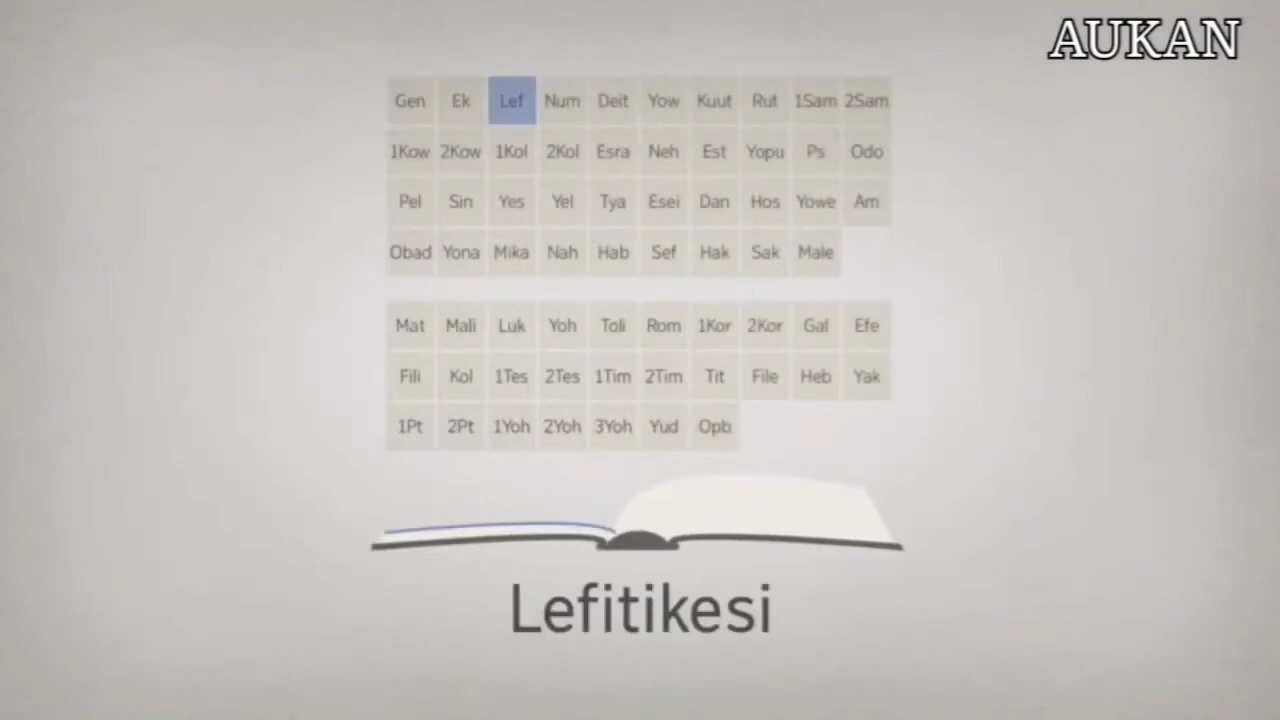 AUKAN
Gen Ek Lef Num Deit Yow Kuut Rut 1Sam 2Sam
1Kow 2Kow 1Kol 2Kol Esra Neh Est Yopu Ps Odo
Pel Sin Yes Yel Tya Esei Dan Hos Yowe Am
Obad Yona Mika Nah Hab Sef Hak Sak Male
Mat Mali Luk Yoh Toli Rom 1Kor 2Kor Gal Efe
Fili Kol 1Tes 2Tes 1Tim 2Tim Tit File Heb Yak
1Pt 2Pt 1Yoh 2Yoh 3Yoh Yud Opb
Lefitikesi